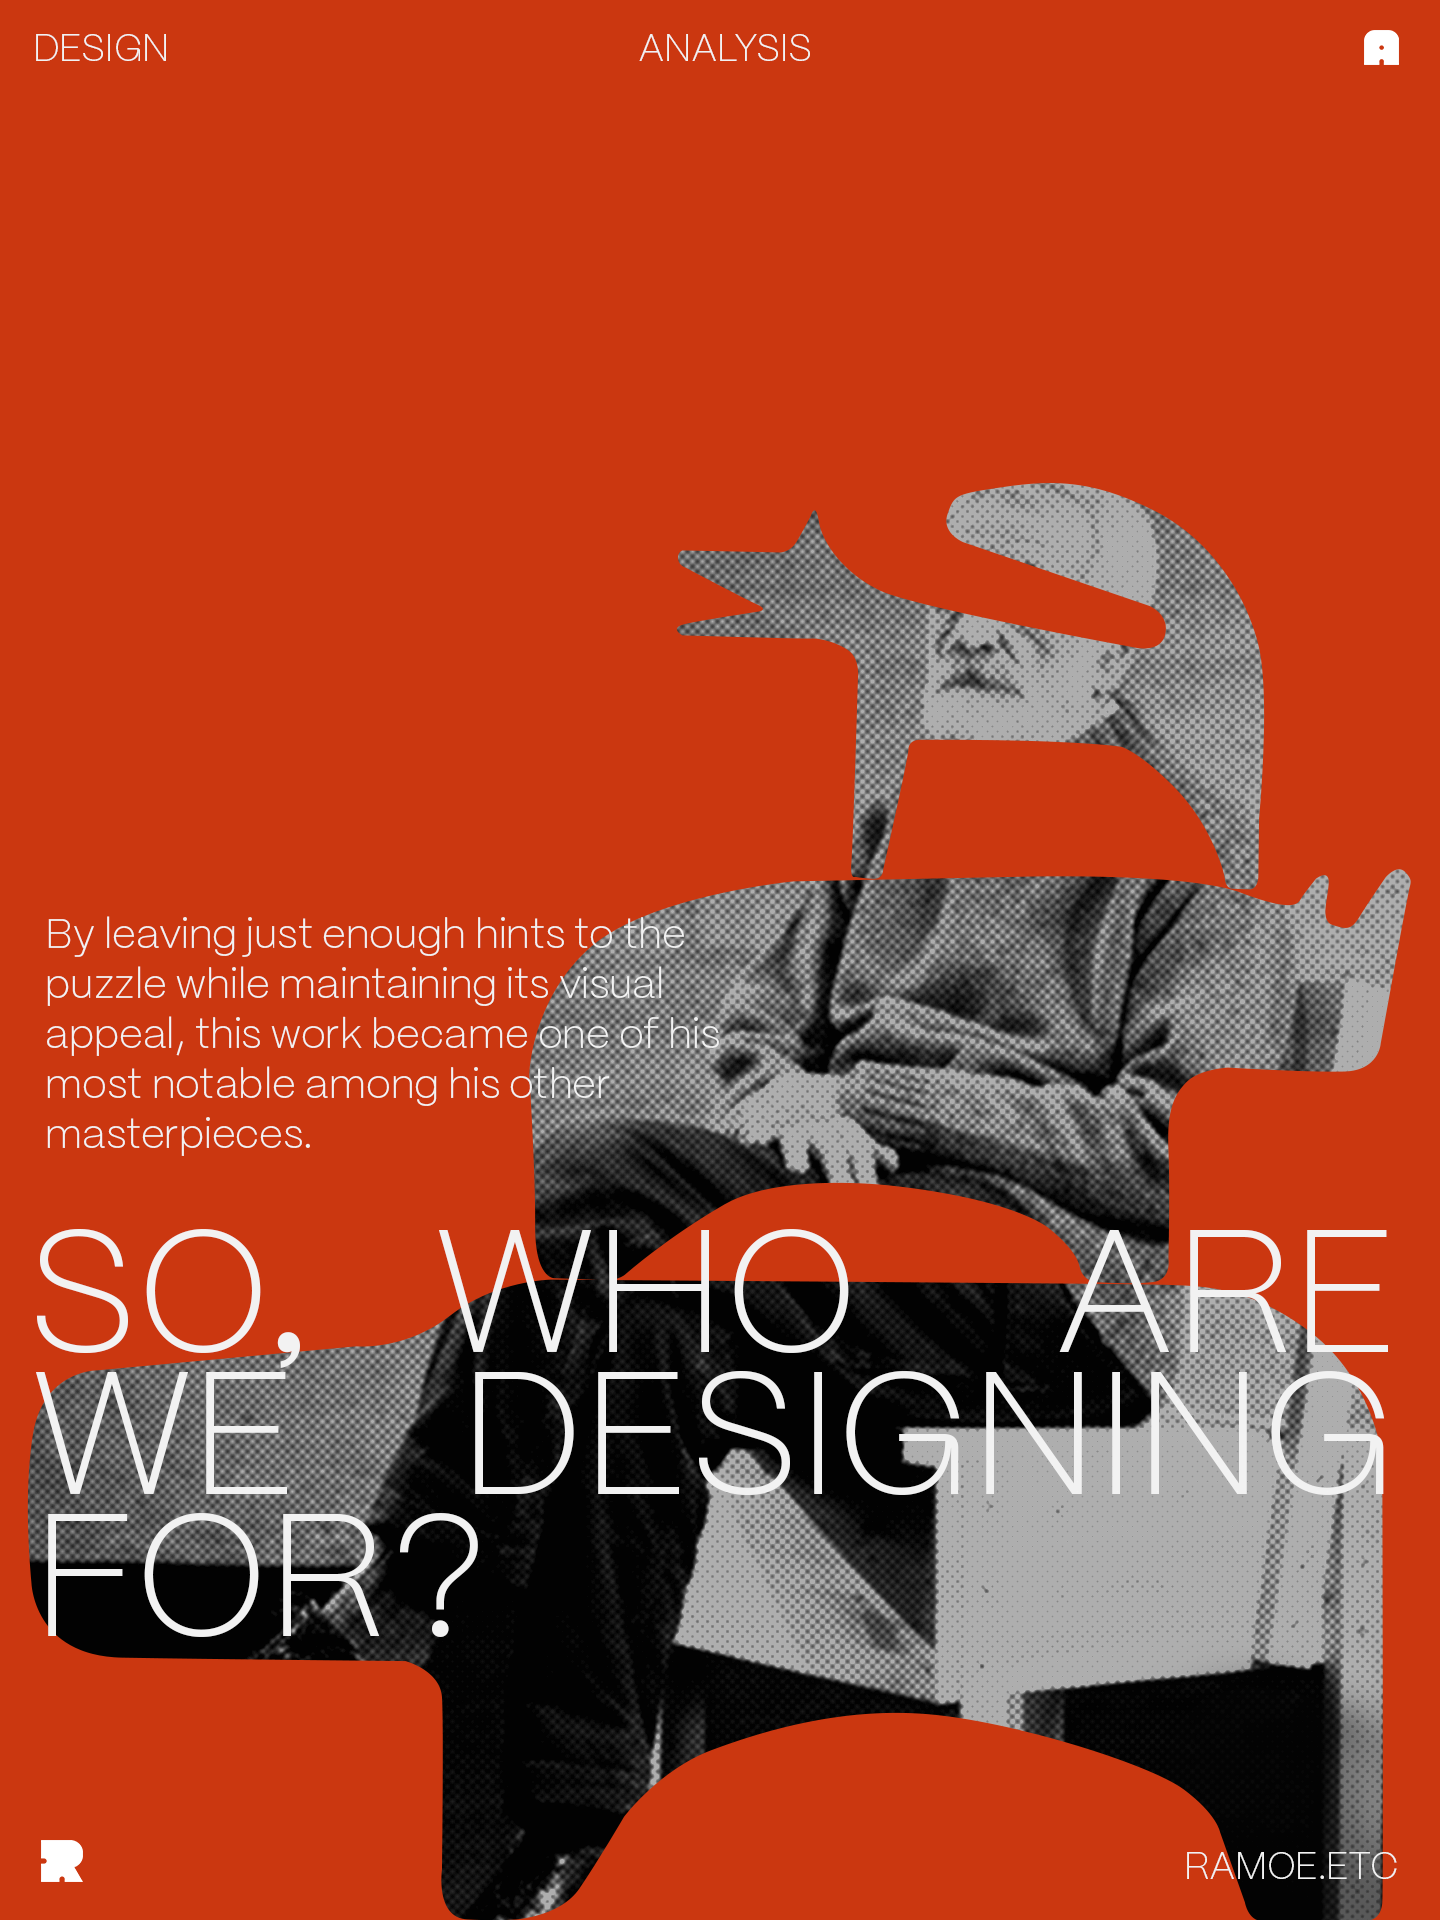 DESIGN
ANALYSIS
A
By leaving just enough hints to the
puzzle while maintaining its visual
appeal, this work became one of his
most notable among his other
masterpieces.
SO, WHO ARE
WE DESIGNING
FOR?
R
RAMOE.ETC